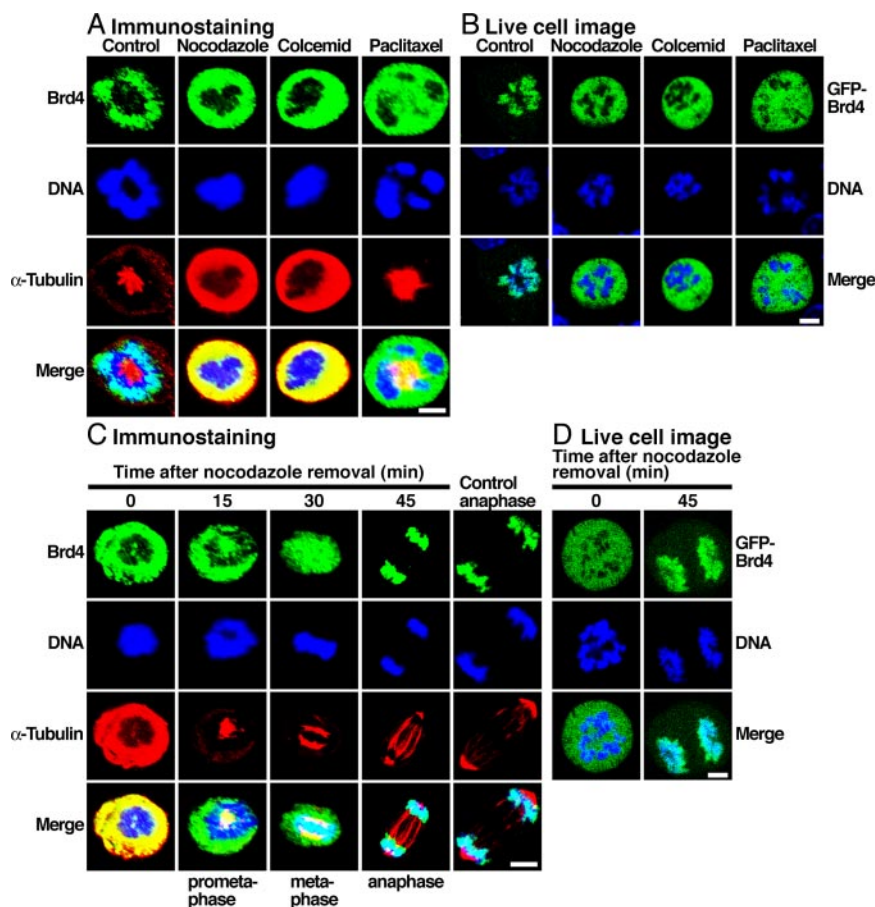 A Immunostaining
Control Nocodazole Colcemid Paclitaxel
Brd4
DNA
α-Tubulin
Merge
B Live cell image
Control Nocodazole Colcemid Paclitaxel
GFP-
Brd4
DNA
Merge
C Immunostaining
Time after nocodazole removal (min)
0 15 30 45
Control
anaphase
Brd4
DNA
α-Tubulin
Merge
prometa-
phase
meta-
phase
anaphase
D Live cell image
Time after nocodazole
removal (min)
0 45
GFP-
Brd4
DNA
Merge